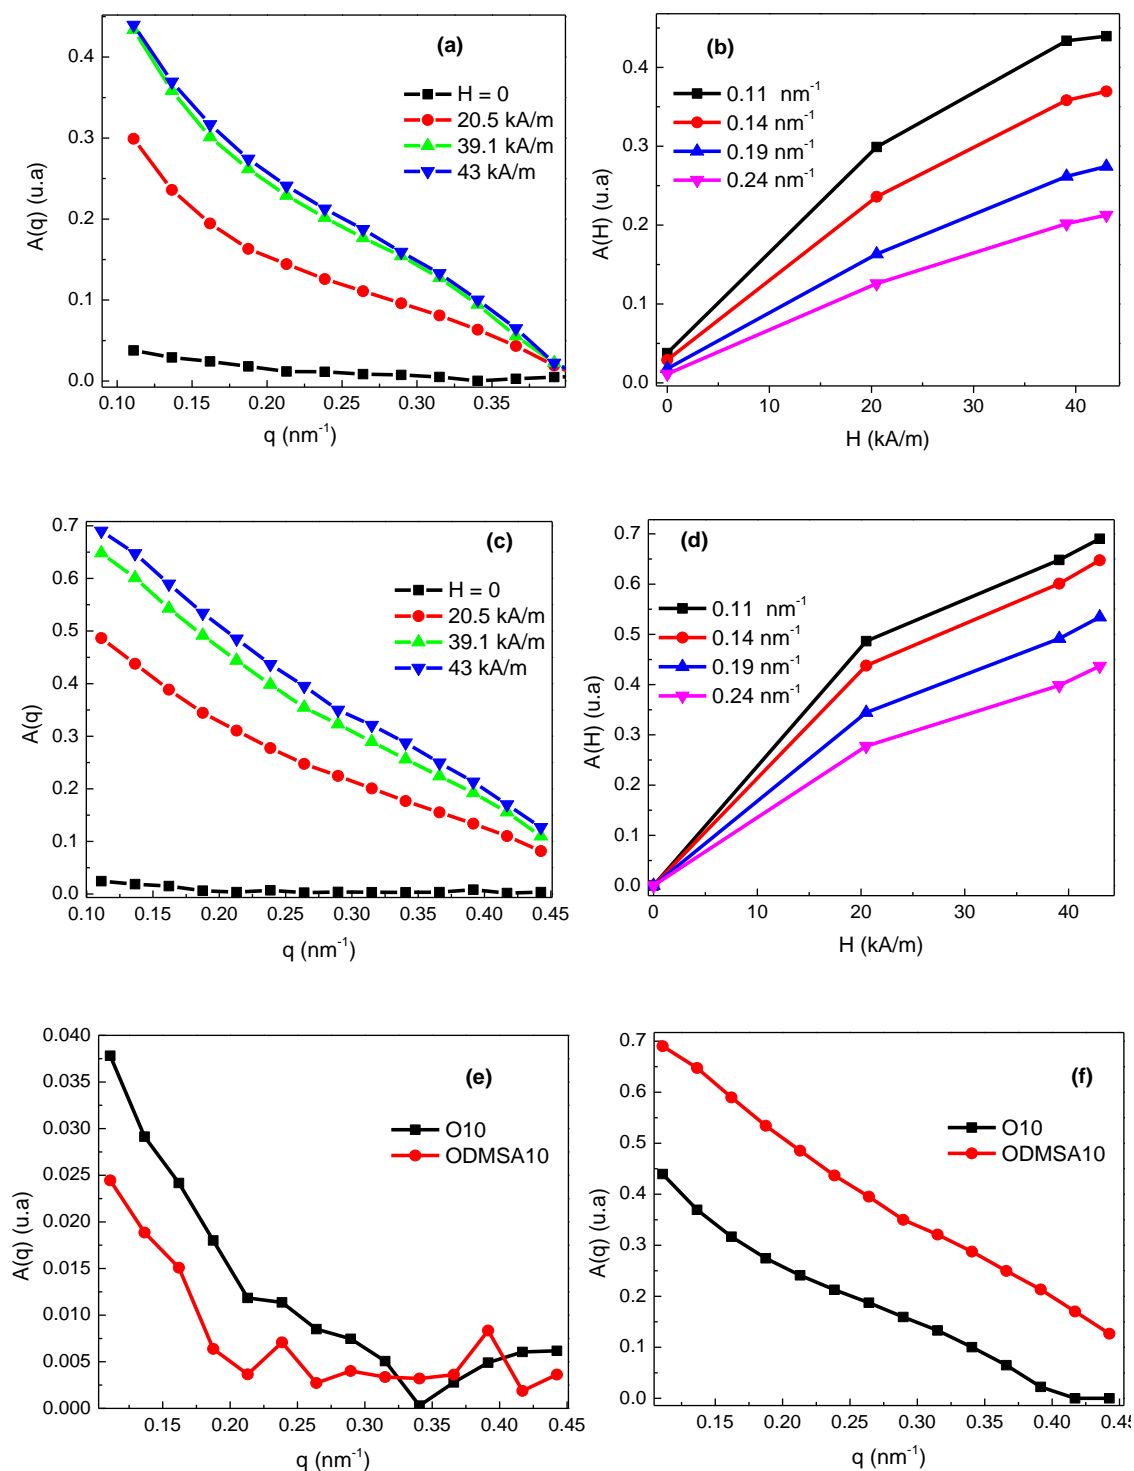 (a)
H = 0
20.5 kA/m
39.1 kA/m
43 kA/m
0.4
0.3
0.2
0.1
0.0
A(q) (u.a)
0.10 0.15 0.20 0.25 0.30 0.35
q (nm⁻¹)
(b)
0.11 nm⁻¹
0.14 nm⁻¹
0.19 nm⁻¹
0.24 nm⁻¹
0.4
0.3
0.2
0.1
0.0
A(H) (u.a)
0 10 20 30 40
H (kA/m)
(c)
H = 0
20.5 kA/m
39.1 kA/m
43 kA/m
0.7
0.6
0.5
0.4
0.3
0.2
0.1
0.0
A(q)
0.10 0.15 0.20 0.25 0.30 0.35 0.40 0.45
q (nm⁻¹)
(d)
0.11 nm⁻¹
0.14 nm⁻¹
0.19 nm⁻¹
0.24 nm⁻¹
0.7
0.6
0.5
0.4
0.3
0.2
0.1
0.0
A(H) (u.a)
0 10 20 30 40
H (kA/m)
(e)
O10
ODMSA10
0.040
0.035
0.030
0.025
0.020
0.015
0.010
0.005
0.000
A(q) (u.a)
0.15 0.20 0.25 0.30 0.35 0.40 0.45
q (nm⁻¹)
(f)
O10
ODMSA10
0.7
0.6
0.5
0.4
0.3
0.2
0.1
0.0
A(q) (u.a)
0.15 0.20 0.25 0.30 0.35 0.40 0.45
q (nm⁻¹)